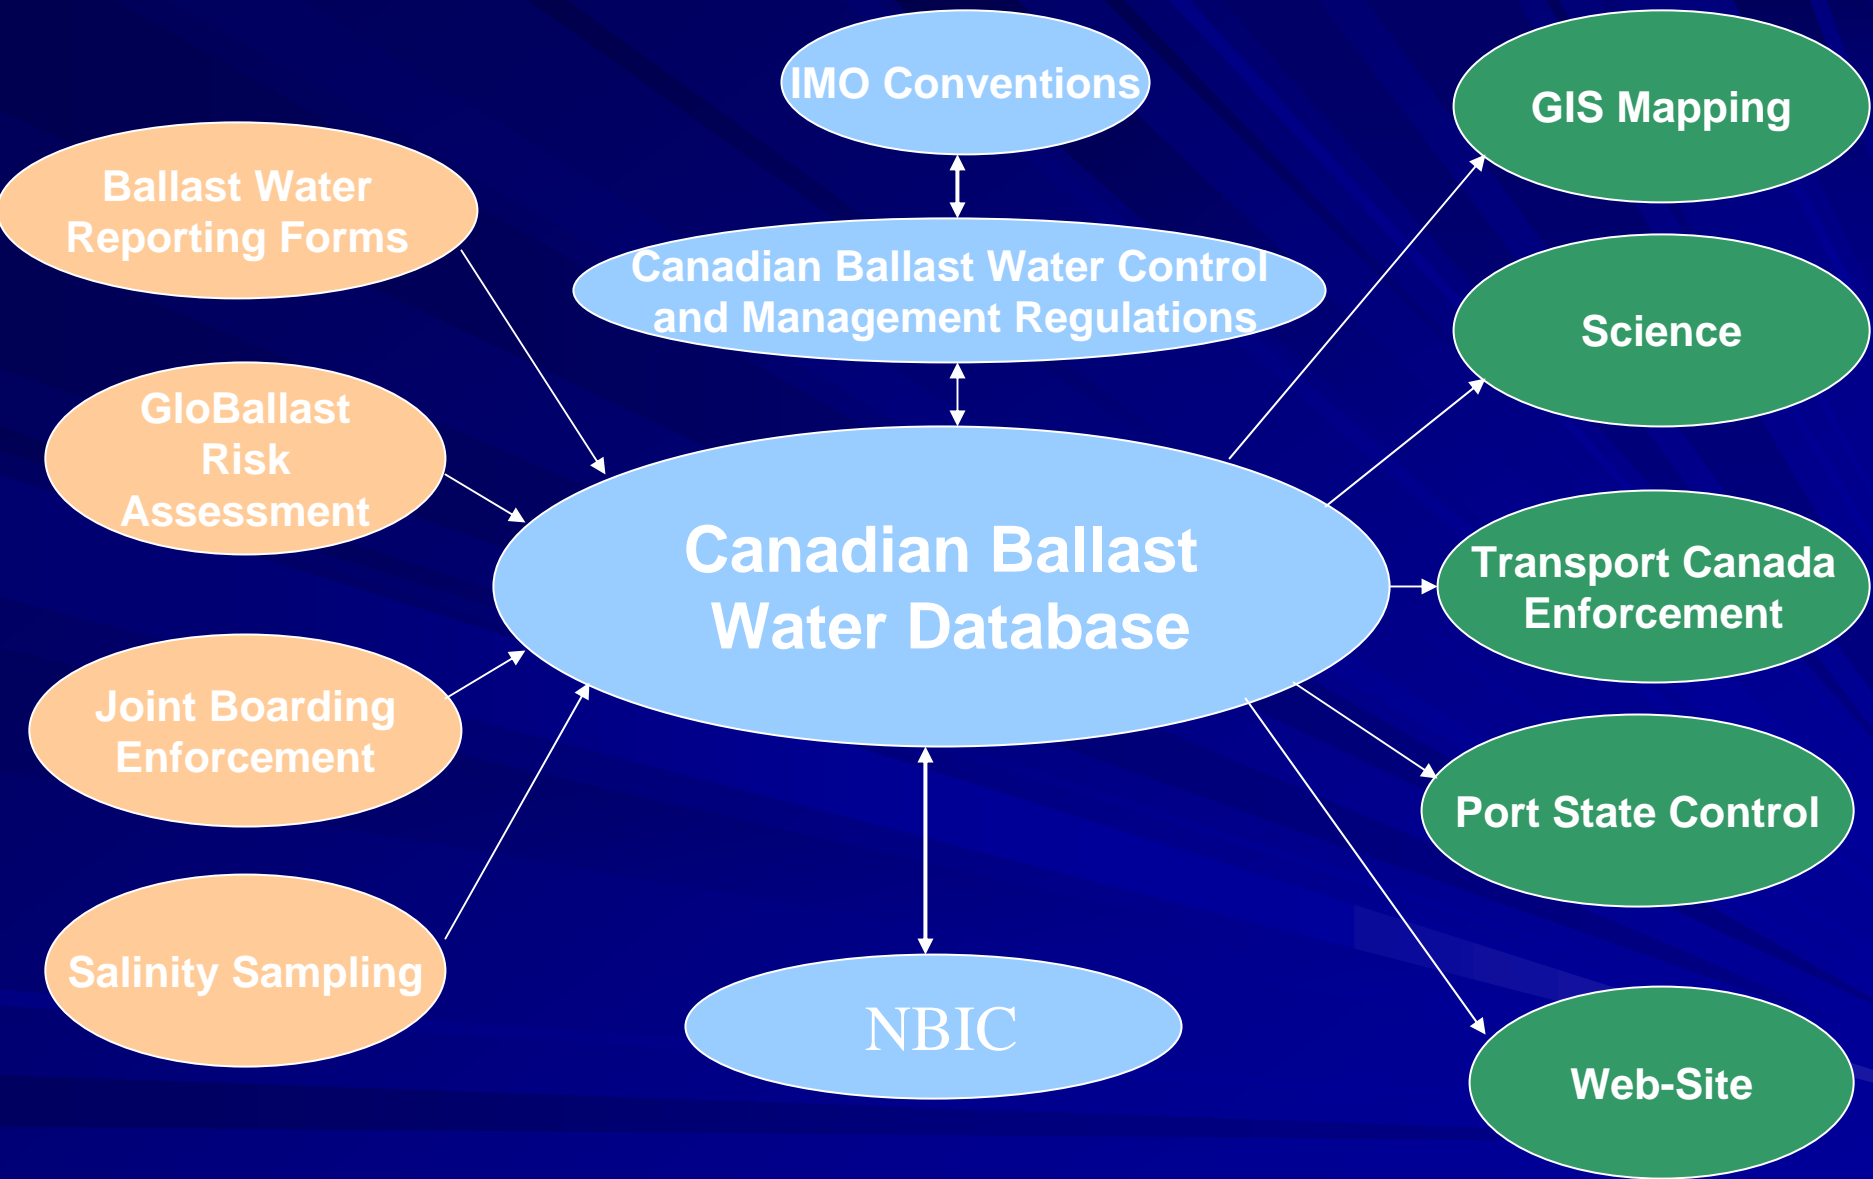 IMO Conventions
GIS Mapping
Ballast Water
Reporting Forms
Canadian Ballast Water Control
and Management Regulations
Science
GloBallast
Risk
Assessment
Canadian Ballast
Water Database
Transport Canada
Enforcement
Joint Boarding
Enforcement
Port State Control
Salinity Sampling
NBIC
Web-Site